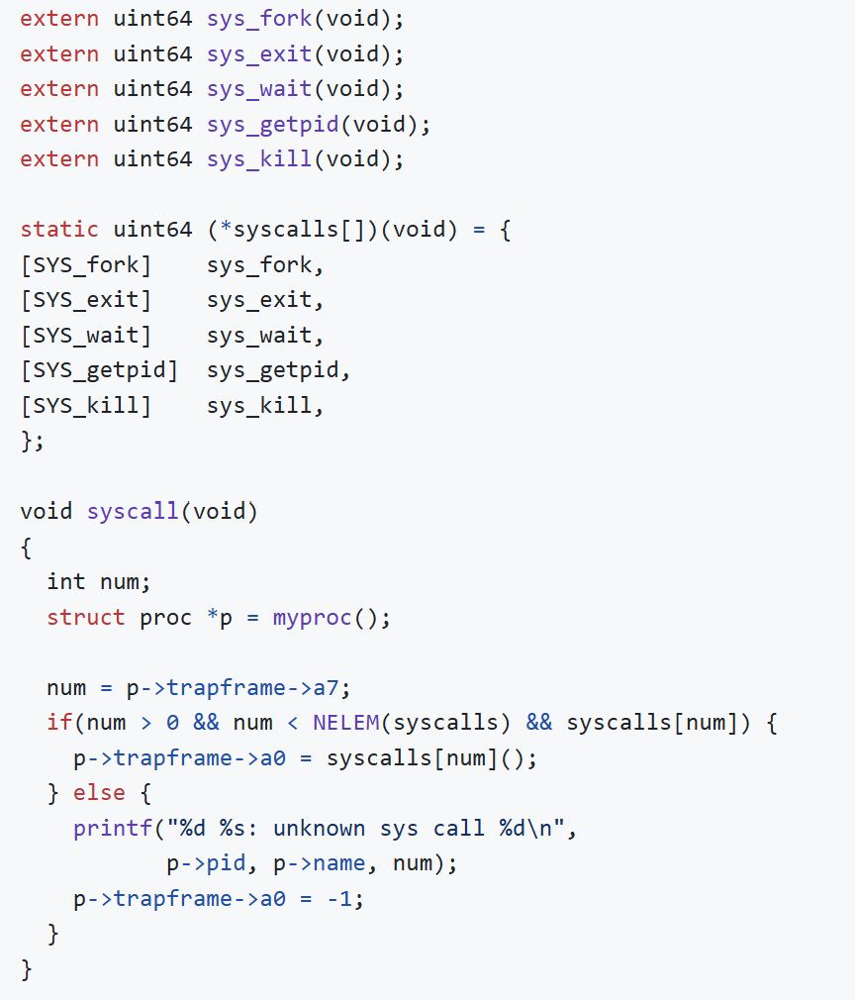 extern uint64 sys_fork(void);
extern uint64 sys_exit(void);
extern uint64 sys_wait(void);
extern uint64 sys_getpid(void);
extern uint64 sys_kill(void);

static uint64 (*syscalls[])(void) = {
[SYS_fork]    sys_fork,
[SYS_exit]    sys_exit,
[SYS_wait]    sys_wait,
[SYS_getpid]  sys_getpid,
[SYS_kill]    sys_kill,
};

void syscall(void)
{
  int num;
  struct proc *p = myproc();

  num = p->trapframe->a7;
  if(num > 0 && num < NELEM(syscalls) && syscalls[num]) {
    p->trapframe->a0 = syscalls[num]();
  } else {
    printf("%d %s: unknown sys call %d\n",
           p->pid, p->name, num);
    p->trapframe->a0 = -1;
  }
}